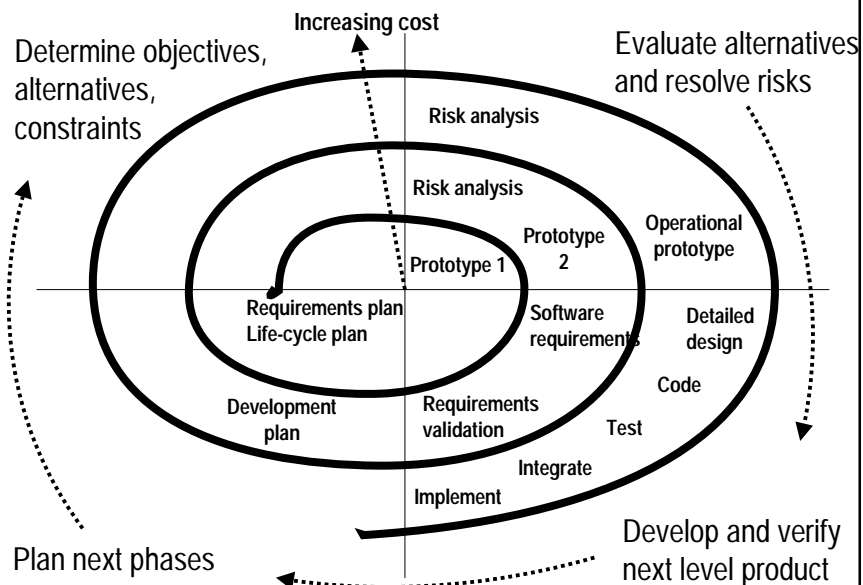 Increasing cost
Determine objectives,
alternatives,
constraints
Evaluate alternatives
and resolve risks
Risk analysis
Risk analysis
Operational
prototype
Prototype
2
Prototype 1
Requirements plan
Life-cycle plan
Software
requirements
Detailed
design
Code
Development
plan
Requirements
validation
Test
Integrate
Implement
Plan next phases
Develop and verify
next level product